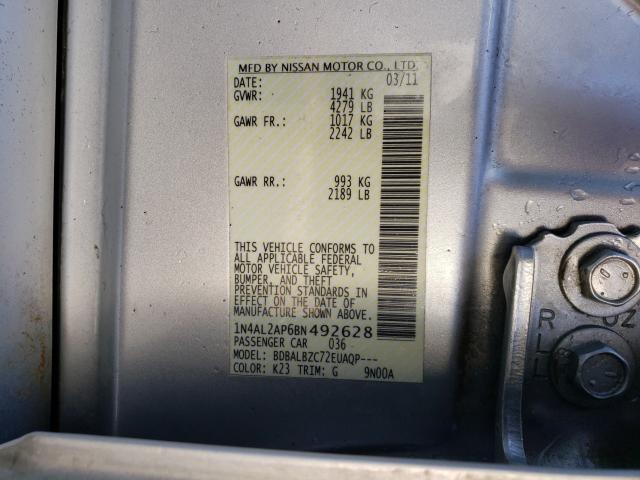 MFD BY NISSAN MOTOR CO., LTD.
DATE: 03/11
GVWR: 1941 KG
4279 LB
GAWR FR.: 1017 KG
2242 LB
GAWR RR.: 993 KG
2189 LB
THIS VEHICLE CONFORMS TO
ALL APPLICABLE FEDERAL
MOTOR VEHICLE SAFETY,
BUMPER, AND THEFT
PREVENTION STANDARDS IN
EFFECT ON THE DATE OF
MANUFACTURE SHOWN ABOVE.
1N4AL2AP6BN492628
PASSENGER CAR 036
MODEL: BDBALBZC72EUAQP---
COLOR: K23 TRIM: G 9N00A